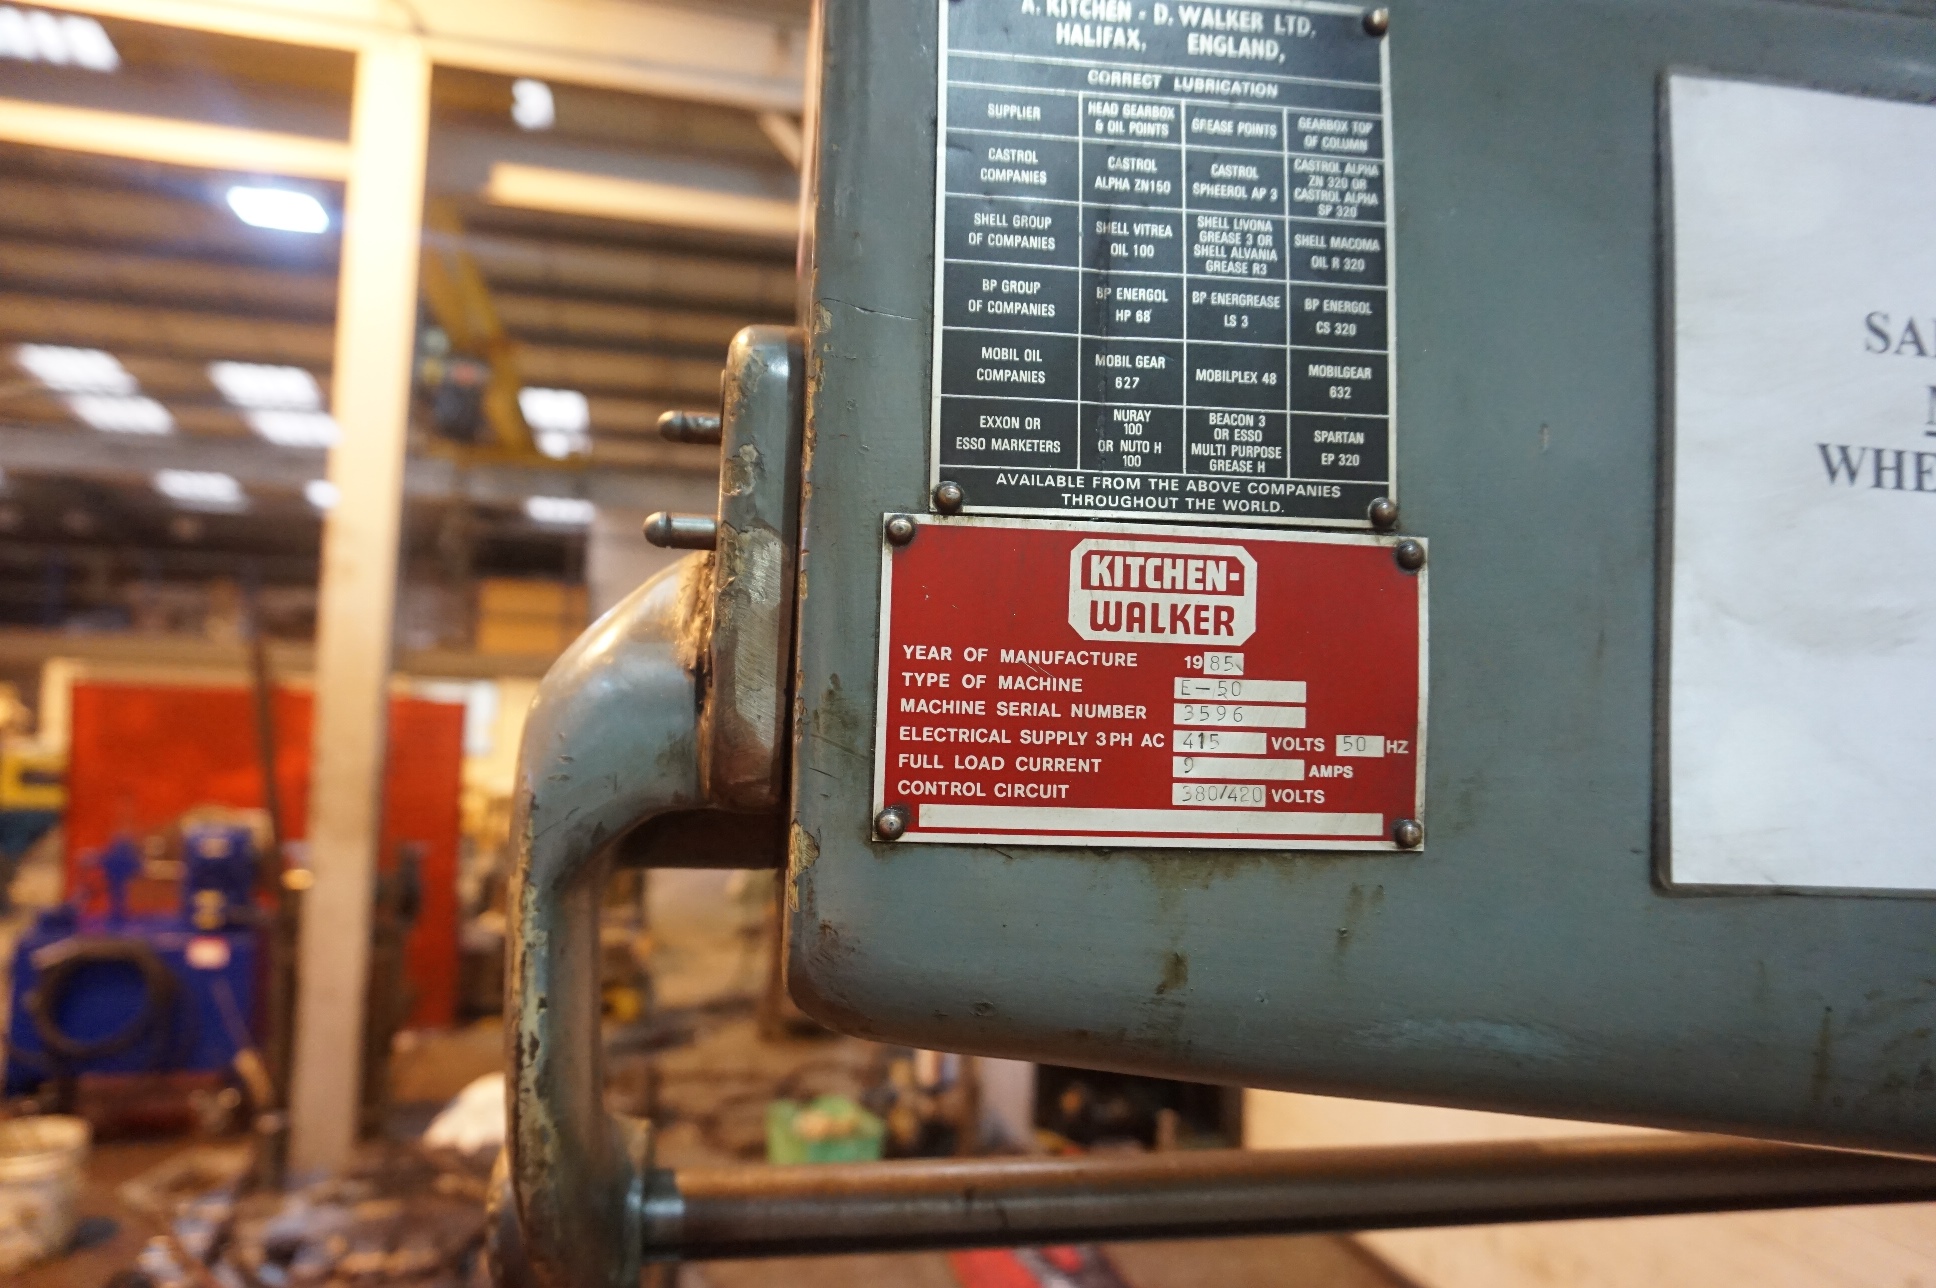 A. KITCHEN - D. WALKER LTD.
HALIFAX, ENGLAND,
CORRECT LUBRICATION
SUPPLIER
HEAD GEARBOX
& OIL POINTS
GREASE POINTS
GEARBOX TOP
OF COLUMN
CASTROL
COMPANIES
CASTROL
ALPHA ZN150
CASTROL
SPHEEROL AP 3
CASTROL ALPHA
ZN 320 OR
CASTROL ALPHA
SP 320
SHELL GROUP
OF COMPANIES
SHELL VITREA
OIL 100
SHELL LIVONA
GREASE 3 OR
SHELL ALVANIA
GREASE R3
SHELL MACOMA
OIL R 320
BP GROUP
OF COMPANIES
BP ENERGOL
HP 68
BP ENERGREASE
LS 3
BP ENERGOL
CS 320
MOBIL OIL
COMPANIES
MOBIL GEAR
627
MOBILPLEX 48
MOBILGEAR
632
EXXON OR
ESSO MARKETERS
NURAY
100
OR NUTO H
100
BEACON 3
OR ESSO
MULTI PURPOSE
GREASE H
SPARTAN
EP 320
AVAILABLE FROM THE ABOVE COMPANIES
THROUGHOUT THE WORLD.
KITCHEN-
WALKER
YEAR OF MANUFACTURE 1985
TYPE OF MACHINE E-50
MACHINE SERIAL NUMBER 3596
ELECTRICAL SUPPLY 3PH AC 415 VOLTS 50 HZ
FULL LOAD CURRENT 9 AMPS
CONTROL CIRCUIT 380/420 VOLTS
WHE